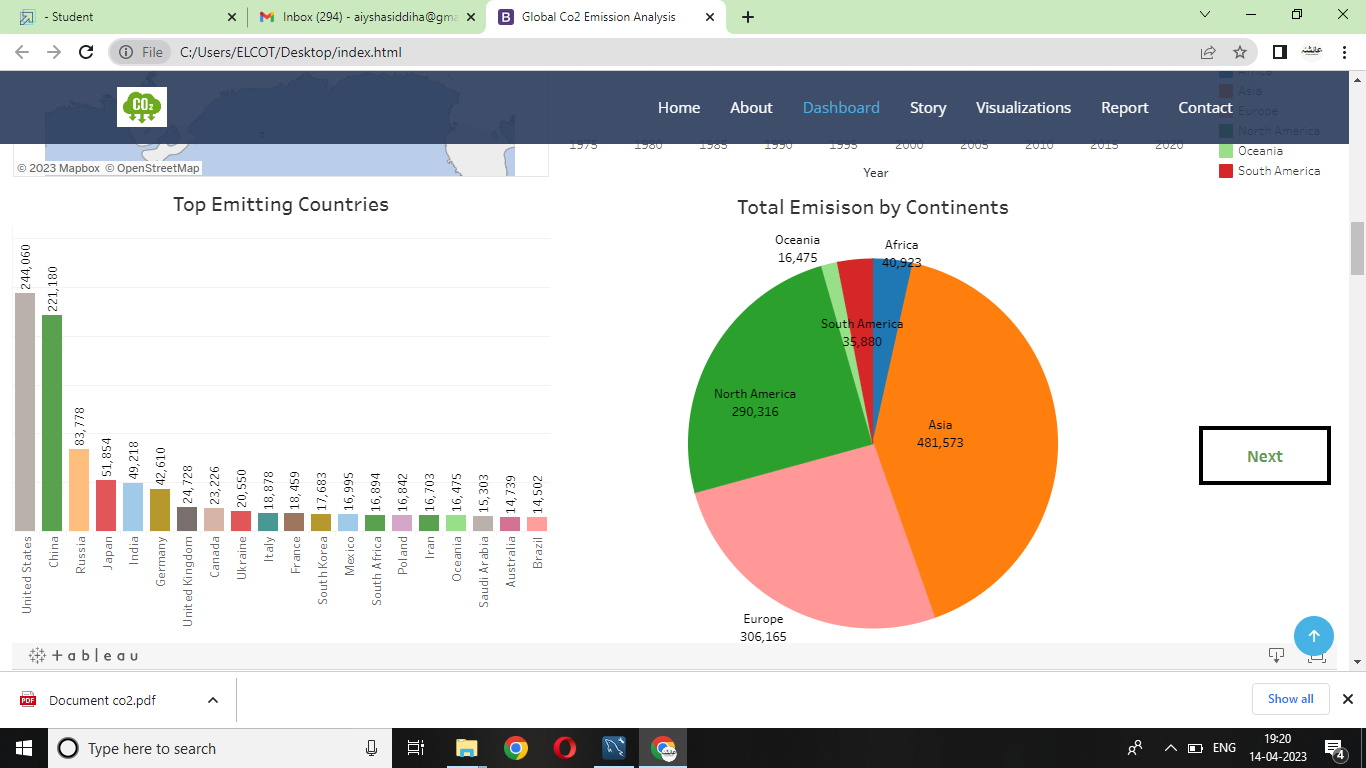 - Student
Inbox (294) - aiyshasiddiha@gma
Global Co2 Emission Analysis
File
C:/Users/ELCOT/Desktop/index.html
CO₂
Home
About
Dashboard
Story
Visualizations
Report
Contact
Africa
Asia
Europe
North America
Oceania
South America
© 2023 Mapbox © OpenStreetMap
1975 1980 1985 1990 1995 2000 2005 2010 2015 2020
Year
Top Emitting Countries
244,060
221,180
83,778
51,854
49,218
42,610
24,728
23,226
20,550
18,878
18,459
17,683
16,995
16,894
16,842
16,703
16,475
15,303
14,739
14,502
United States
China
Russia
Japan
India
Germany
United Kingdom
Canada
Ukraine
Italy
France
South Korea
Mexico
South Africa
Poland
Iran
Oceania
Saudi Arabia
Australia
Brazil
Total Emisison by Continents
Oceania
16,475
Africa
40,923
South America
35,880
North America
290,316
Asia
481,573
Europe
306,165
Next
+ a b | e a u
PDF
Document co2.pdf
Show all
Type here to search
ENG
19:20
14-04-2023
4